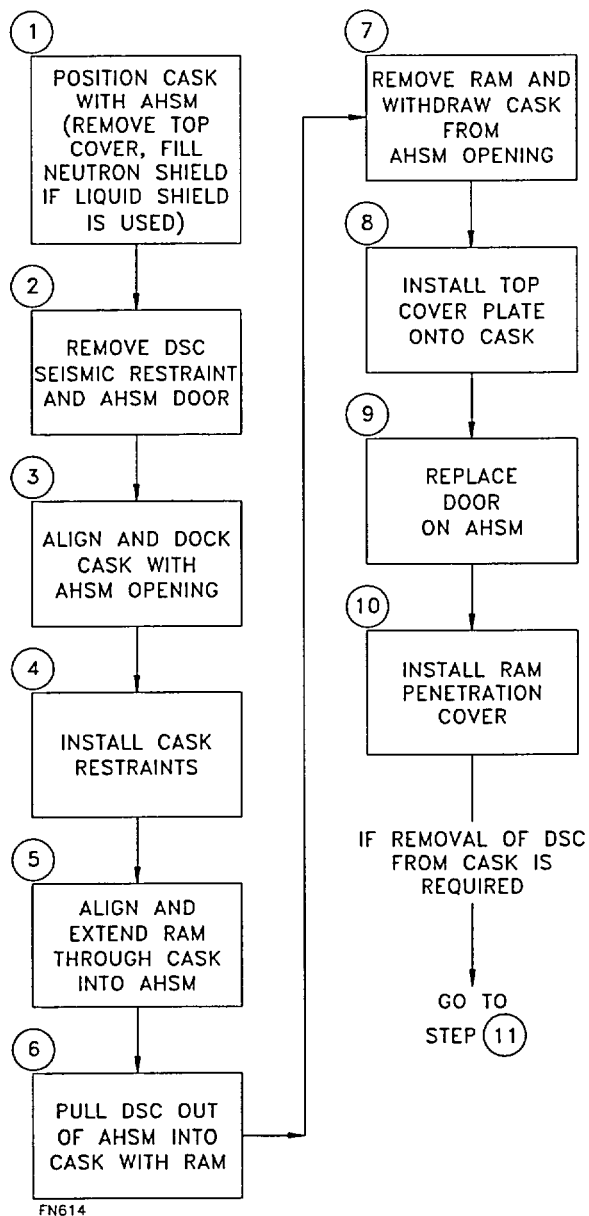 1
POSITION CASK
WITH AHSM
(REMOVE TOP
COVER, FILL
NEUTRON SHIELD
IF LIQUID SHIELD
IS USED)
2
REMOVE DSC
SEISMIC RESTRAINT
AND AHSM DOOR
3
ALIGN AND DOCK
CASK WITH
AHSM OPENING
4
INSTALL CASK
RESTRAINTS
5
ALIGN AND
EXTEND RAM
THROUGH CASK
INTO AHSM
6
PULL DSC OUT
OF AHSM INTO
CASK WITH RAM
FN614
7
REMOVE RAM AND
WITHDRAW CASK
FROM
AHSM OPENING
8
INSTALL TOP
COVER PLATE
ONTO CASK
9
REPLACE
DOOR
ON AHSM
10
INSTALL RAM
PENETRATION
COVER
IF REMOVAL OF DSC
FROM CASK IS
REQUIRED
GO TO
STEP 11